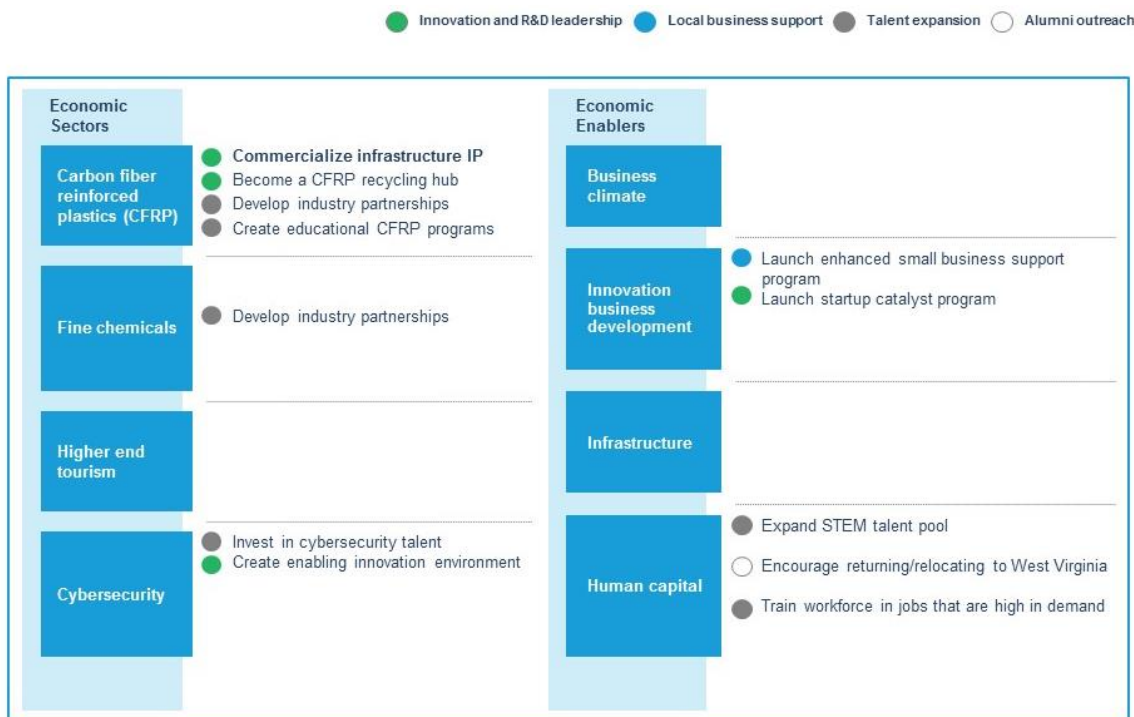 Innovation and R&D leadership Local business support Talent expansion Alumni outreach
Economic
Sectors
Carbon fiber
reinforced
plastics (CFRP)
Commercialize infrastructure IP
Become a CFRP recycling hub
Develop industry partnerships
Create educational CFRP programs
Fine chemicals
Develop industry partnerships
Higher end
tourism
Cybersecurity
Invest in cybersecurity talent
Create enabling innovation environment
Economic
Enablers
Business
climate
Innovation
business
development
Launch enhanced small business support
program
Launch startup catalyst program
Infrastructure
Human capital
Expand STEM talent pool
Encourage returning/relocating to West Virginia
Train workforce in jobs that are high in demand